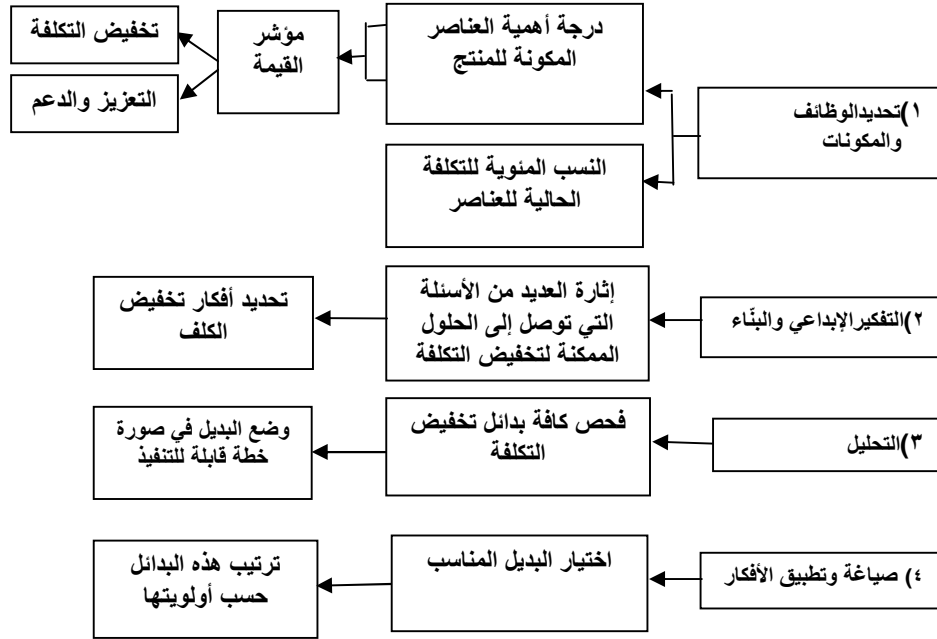 ١)تحديدالوظائف
والمكونات
درجة أهمية العناصر
المكونة للمنتج
النسب المئوية للتكلفة
الحالية للعناصر
مؤشر
القيمة
تخفيض التكلفة
التعزيز والدعم
٢)التفكيرالإبداعي والبنّاء
إثارة العديد من الأسئلة
التي توصل إلى الحلول
الممكنة لتخفيض التكلفة
تحديد أفكار تخفيض
الكلف
٣)التحليل
فحص كافة بدائل تخفيض
التكلفة
وضع البديل في صورة
خطة قابلة للتنفيذ
٤) صياغة وتطبيق الأفكار
اختيار البديل المناسب
ترتيب هذه البدائل
حسب أولويتها